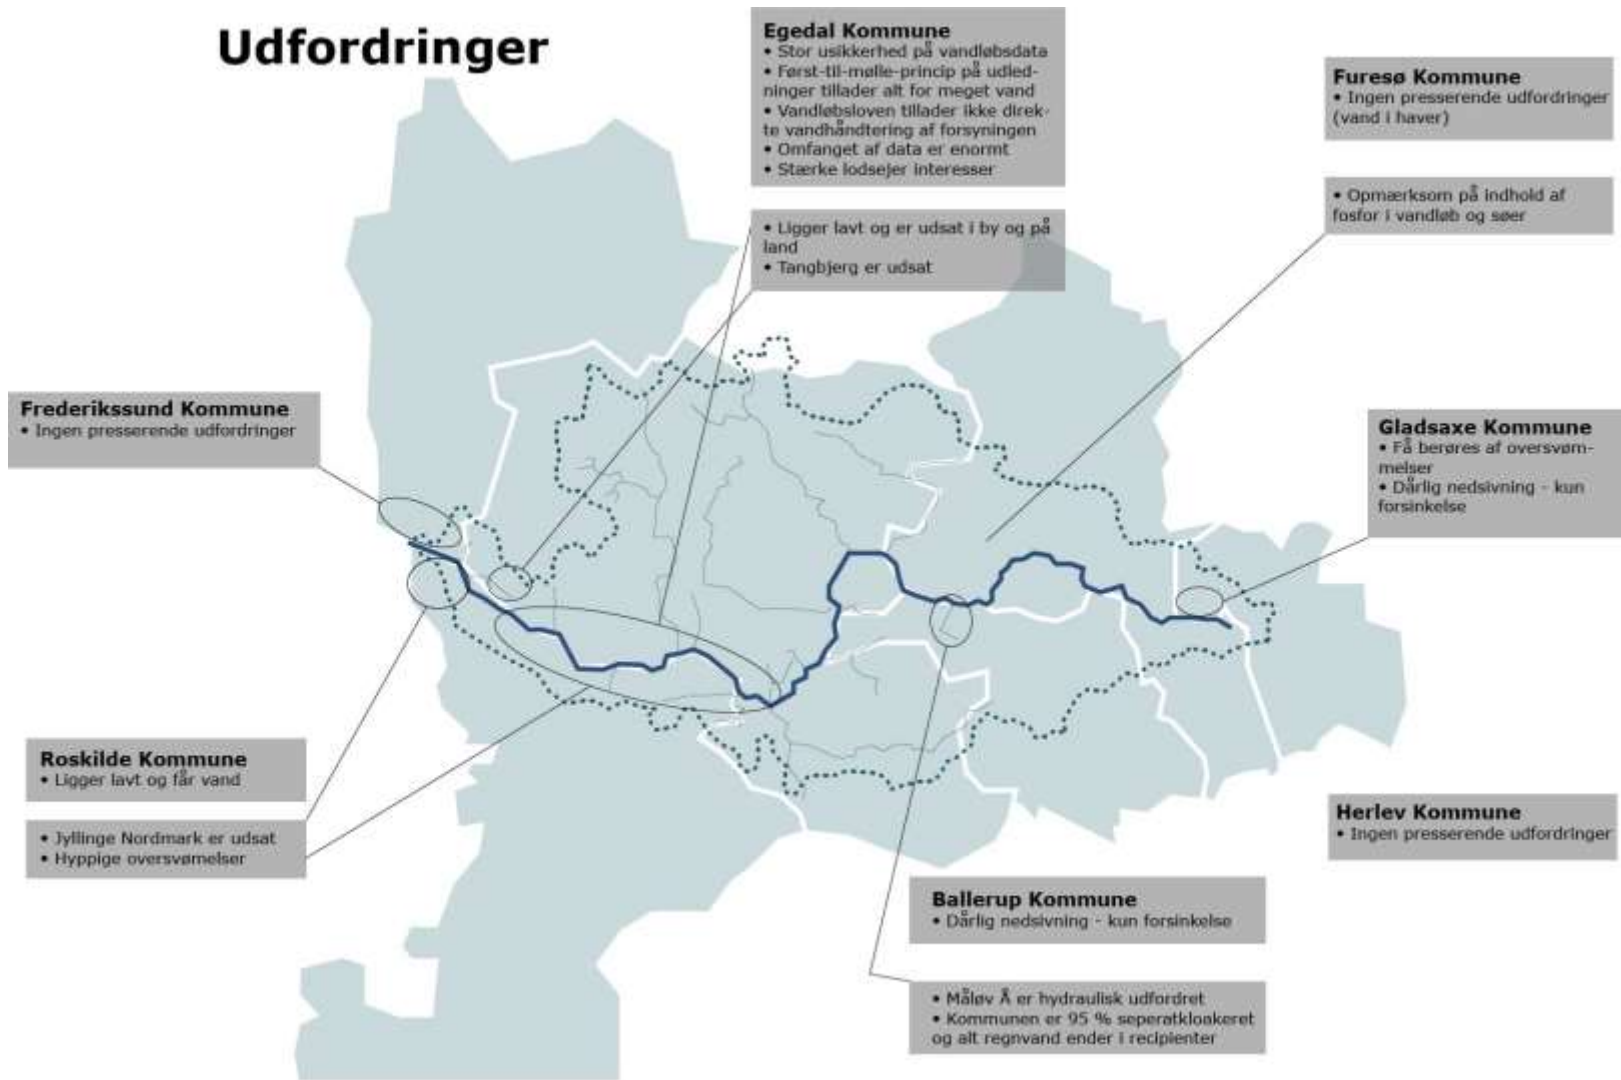 Udfordringer
Egedal Kommune
• Stor usikkerhed på vandløbsdata
• Først-til-mølle-princip på udled-
ninger tillader alt for meget vand
• Vandløbsloven tillader ikke direk-
te vandhåndtering af forsyningen
• Omfanget af data er enormt
• Stærke lodsejer interesser
• Ligger lavt og er udsat i by og på
land
• Tangbjerg er udsat
Furesø Kommune
• Ingen presserende udfordringer
(vand i haver)
• Opmærksom på indhold af
fosfor i vandløb og søer
Frederikssund Kommune
• Ingen presserende udfordringer
Gladsaxe Kommune
• Få berøres af oversvøm-
melser
• Dårlig nedsivning - kun
forsinkelse
Roskilde Kommune
• Ligger lavt og får vand
• Jyllinge Nordmark er udsat
• Hyppige oversvømelser
Herlev Kommune
• Ingen presserende udfordringer
Ballerup Kommune
• Dårlig nedsivning - kun forsinkelse
• Måløv Å er hydraulisk udfordret
• Kommunen er 95 % seperatkloakeret
og alt regnvand ender i recipienter